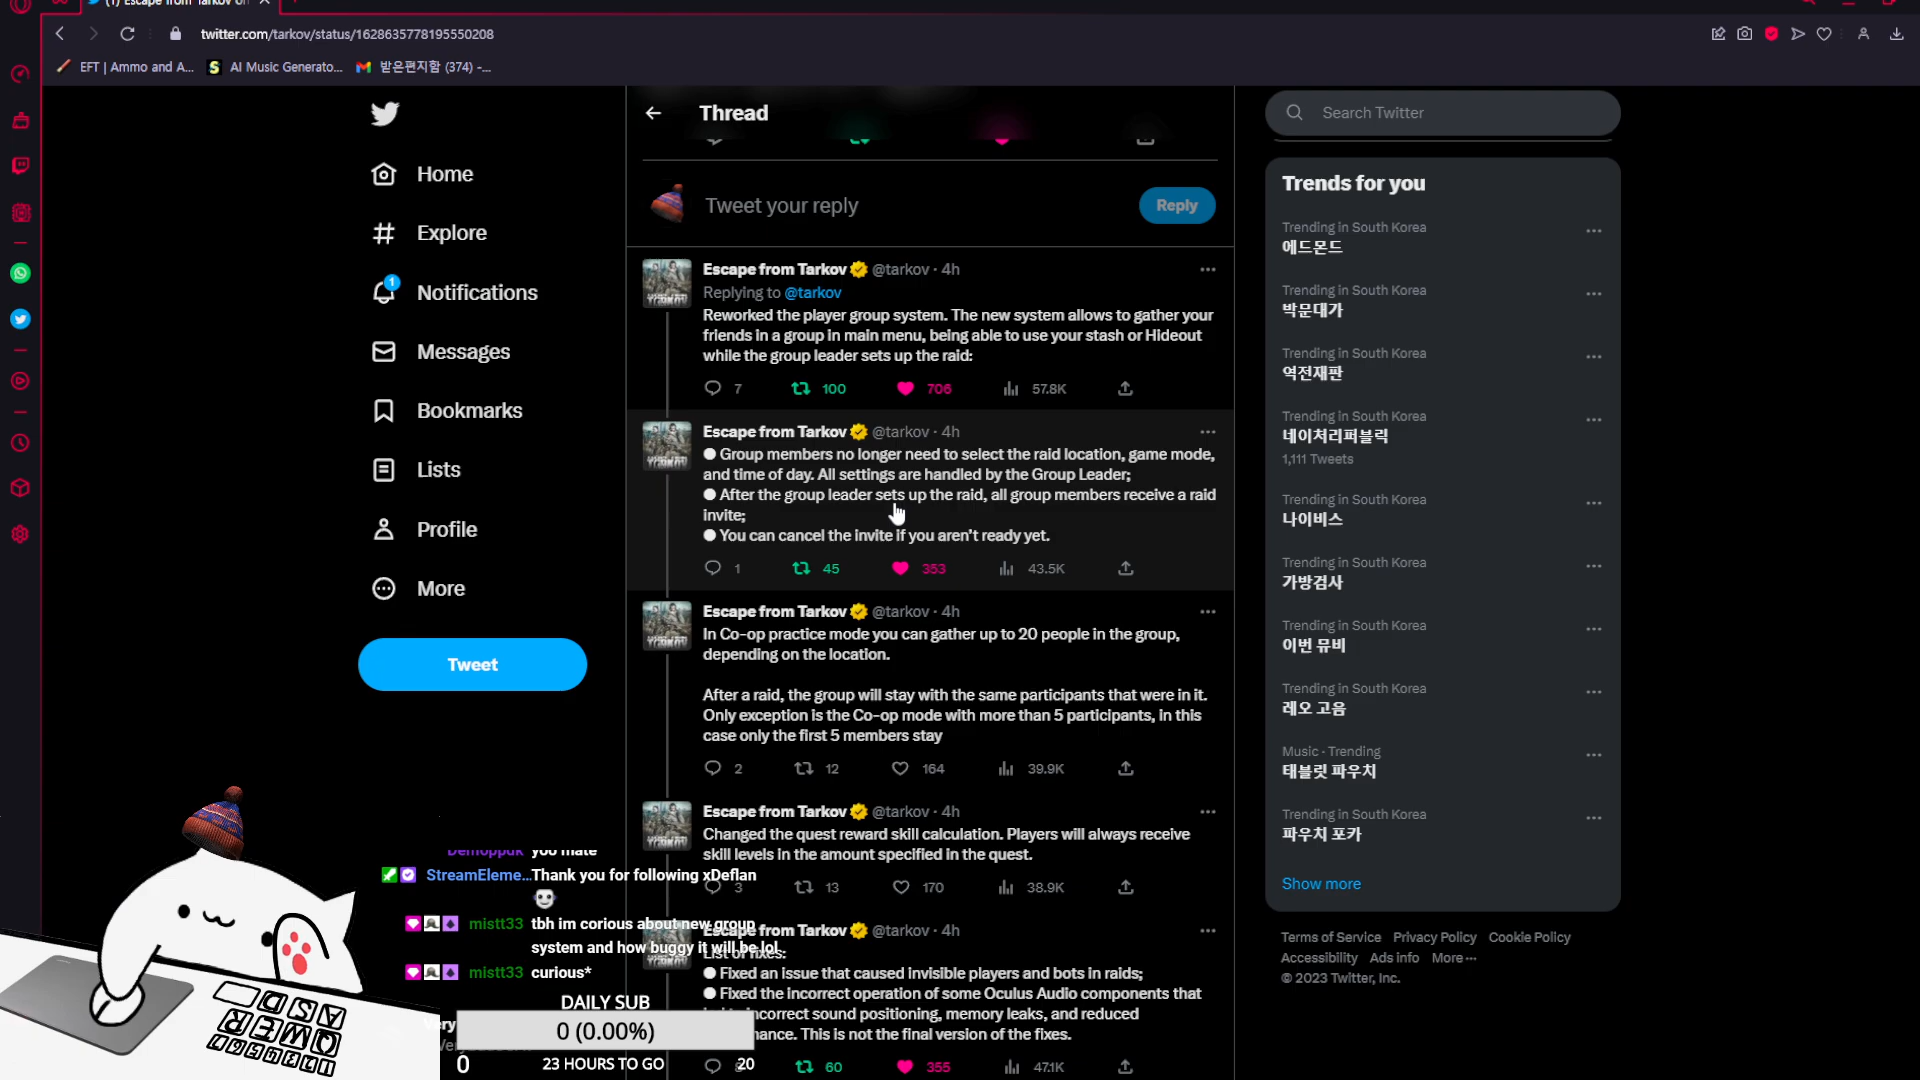 (1) Escape from Tarkov on
twitter.com/tarkov/status/1628635778195550208
EFT | Ammo and A...
AI Music Generato...
받은편지함 (374) -...
Home
Explore
1
Notifications
Messages
Bookmarks
Lists
Profile
More
Tweet
Thread
Tweet your reply
Reply
Escape from Tarkov @tarkov · 4h
Replying to @tarkov
Reworked the player group system. The new system allows to gather your
friends in a group in main menu, being able to use your stash or Hideout
while the group leader sets up the raid:
7 100 706 57.8K
Escape from Tarkov @tarkov · 4h
● Group members no longer need to select the raid location, game mode,
and time of day. All settings are handled by the Group Leader;
● After the group leader sets up the raid, all group members receive a raid
invite;
● You can cancel the invite if you aren't ready yet.
1 45 353 43.5K
Escape from Tarkov @tarkov · 4h
In Co-op practice mode you can gather up to 20 people in the group,
depending on the location.
After a raid, the group will stay with the same participants that were in it.
Only exception is the Co-op mode with more than 5 participants, in this
case only the first 5 members stay
2 12 164 39.9K
Escape from Tarkov @tarkov · 4h
Changed the quest reward skill calculation. Players will always receive
skill levels in the amount specified in the quest.
3 13 170 38.9K
Escape from Tarkov @tarkov · 4h
List of fixes:
● Fixed an issue that caused invisible players and bots in raids;
● Fixed the incorrect operation of some Oculus Audio components that
incorrect sound positioning, memory leaks, and reduced
This is not the final version of the fixes.
60 355 47.1K
Search Twitter
Trends for you
Trending in South Korea
에드몬드
Trending in South Korea
박문대가
Trending in South Korea
역전재판
Trending in South Korea
네이처리퍼블릭
1,111 Tweets
Trending in South Korea
나이비스
Trending in South Korea
가방검사
Trending in South Korea
이번 뮤비
Trending in South Korea
레오 고음
Music · Trending
태블릿 파우치
Trending in South Korea
파우치 포카
Show more
Terms of Service Privacy Policy Cookie Policy
Accessibility Ads info More ···
© 2023 Twitter, Inc.
Demoppuk you mate
StreamEleme... Thank you for following xDeflan
mistt33 tbh im corious about new group
system and how buggy it will be lol.
mistt33 curious*
DAILY SUB
0 (0.00%)
0 23 HOURS TO GO 20